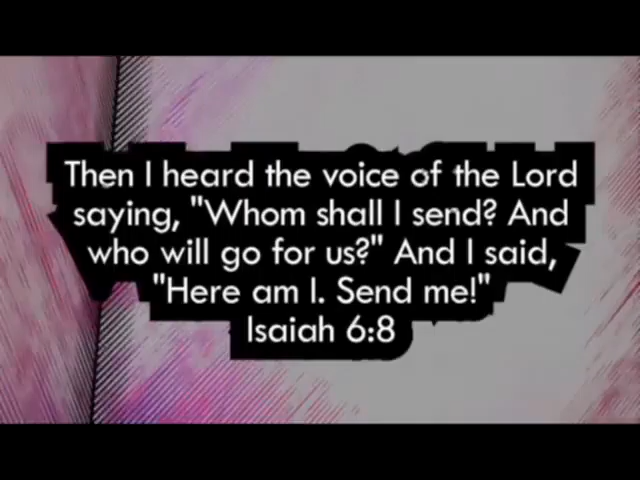 Then I heard the voice of the Lord
saying, "Whom shall I send? And
who will go for us?" And I said,
"Here am I. Send me!"
Isaiah 6:8